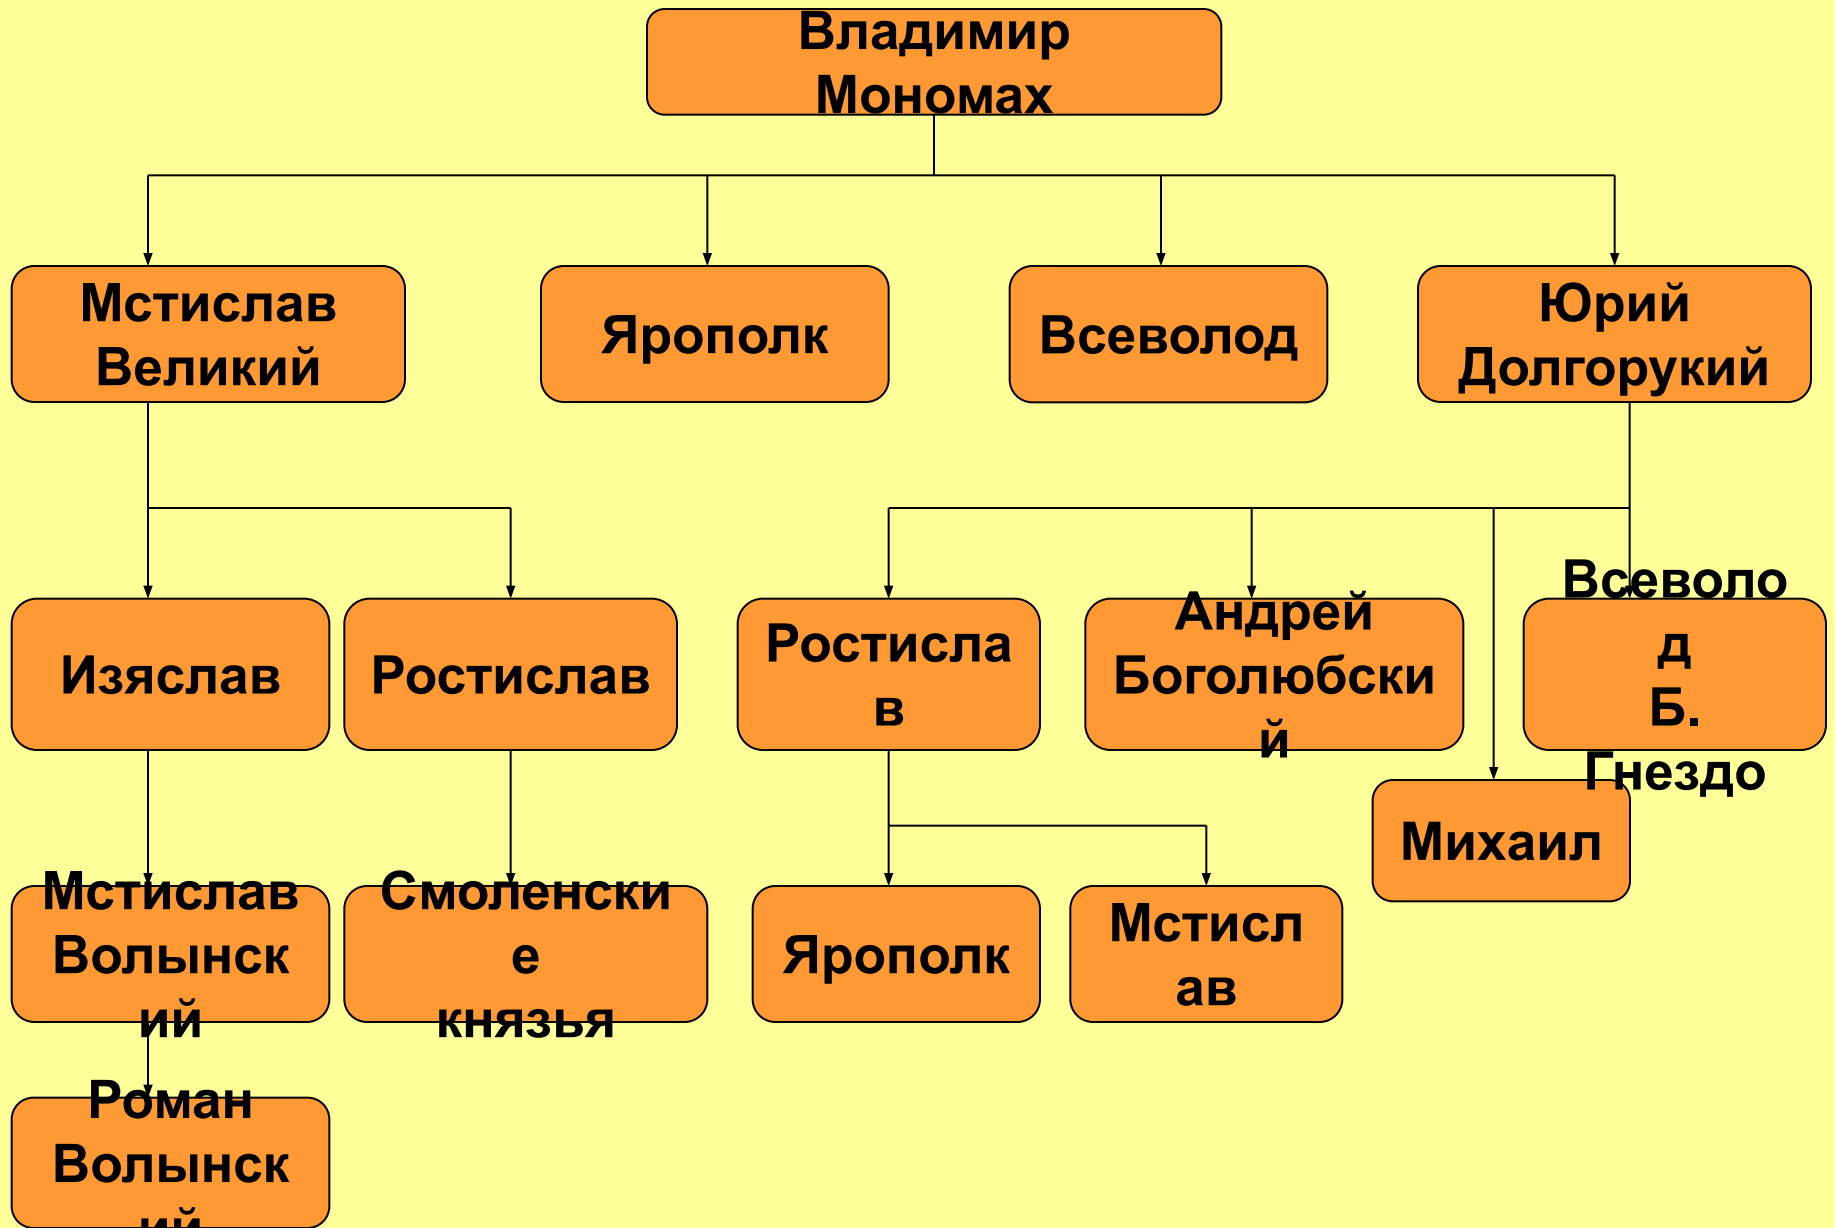 Владимир
Мономах
Мстислав
Великий
Ярополк
Всеволод
Юрий
Долгорукий
Изяслав
Ростислав
Ростисла
в
Андрей
Боголюбски
й
Всеволо
д
Б.
Гнездо
Михаил
Мстислав
Волынск
ий
Смоленски
е
князья
Ярополк
Мстисл
ав
Роман
Волынск
ий